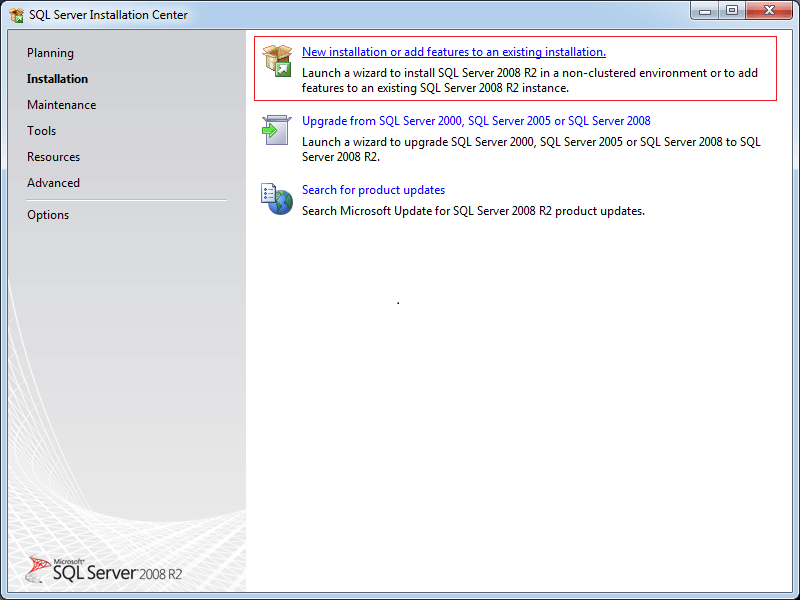 SQL Server Installation Center
Planning
Installation
Maintenance
Tools
Resources
Advanced
Options
New installation or add features to an existing installation.
Launch a wizard to install SQL Server 2008 R2 in a non-clustered environment or to add
features to an existing SQL Server 2008 R2 instance.
Upgrade from SQL Server 2000, SQL Server 2005 or SQL Server 2008
Launch a wizard to upgrade SQL Server 2000, SQL Server 2005 or SQL Server 2008 to SQL
Server 2008 R2.
Search for product updates
Search Microsoft Update for SQL Server 2008 R2 product updates.
.
Microsoft®
SQL Server 2008 R2